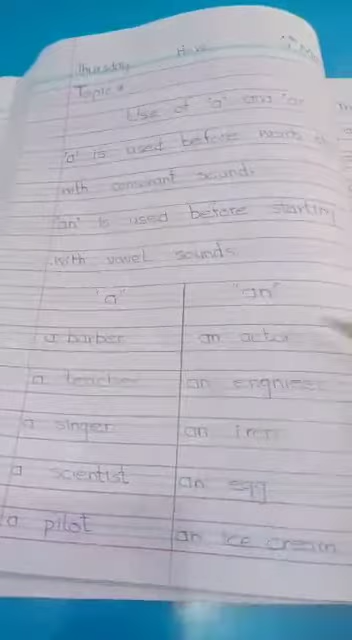 Thursday
Topic
Use of 'a' and 'an
'a' is used before words
with consonant sound.
'an' is used before starting
with vowel sounds
"a" "an"
a barber an actor
a teacher an engnieer
a singer an iron
a scientist an egg
a pilot an ice cream